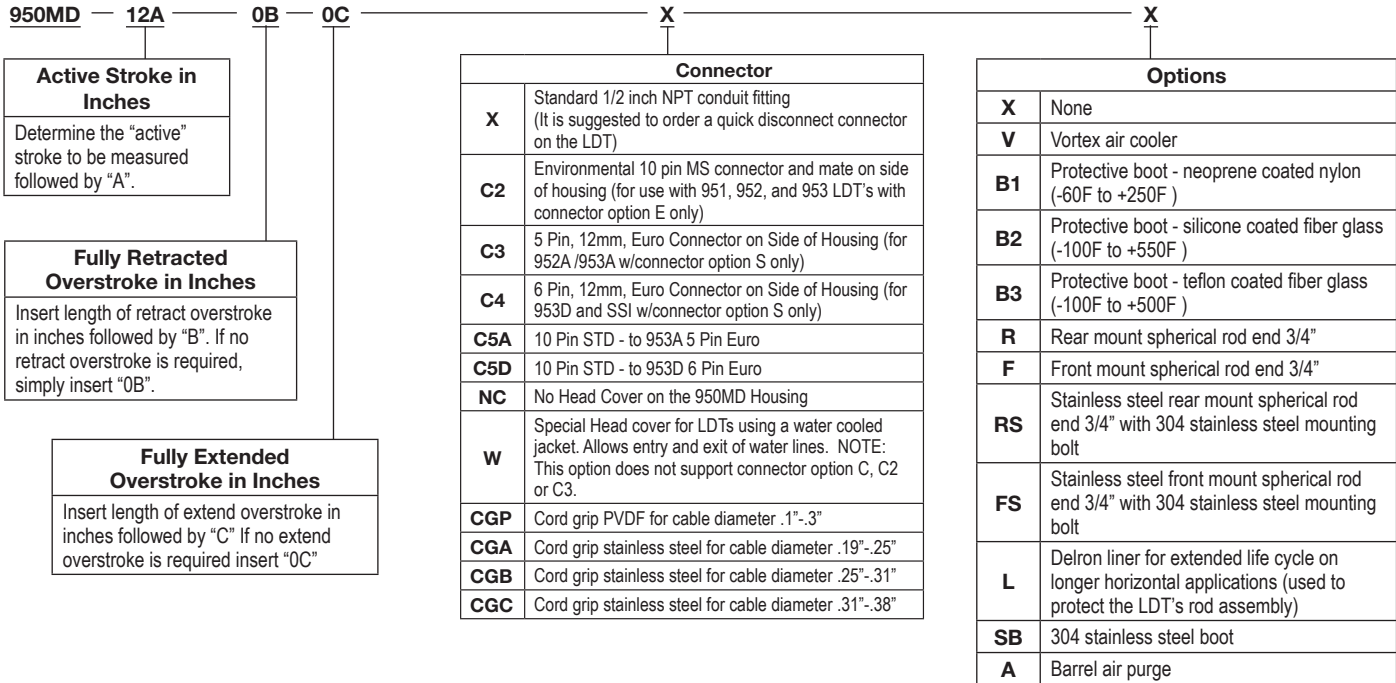 950MD — 12A — 0B — 0C — X — X
Active Stroke in
Inches
Determine the “active”
stroke to be measured
followed by “A”.
Fully Retracted
Overstroke in Inches
Insert length of retract overstroke
in inches followed by “B”. If no
retract overstroke is required,
simply insert “0B”.
Fully Extended
Overstroke in Inches
Insert length of extend overstroke in
inches followed by “C” If no extend
overstroke is required insert “0C”
Connector
X Standard 1/2 inch NPT conduit fitting
(It is suggested to order a quick disconnect connector
on the LDT)
C2 Environmental 10 pin MS connector and mate on side
of housing (for use with 951, 952, and 953 LDT’s with
connector option E only)
C3 5 Pin, 12mm, Euro Connector on Side of Housing (for
952A /953A w/connector option S only)
C4 6 Pin, 12mm, Euro Connector on Side of Housing (for
953D and SSI w/connector option S only)
C5A 10 Pin STD - to 953A 5 Pin Euro
C5D 10 Pin STD - to 953D 6 Pin Euro
NC No Head Cover on the 950MD Housing
W Special Head cover for LDTs using a water cooled
jacket. Allows entry and exit of water lines. NOTE:
This option does not support connector option C, C2
or C3.
CGP Cord grip PVDF for cable diameter .1”-.3”
CGA Cord grip stainless steel for cable diameter .19”-.25”
CGB Cord grip stainless steel for cable diameter .25”-.31”
CGC Cord grip stainless steel for cable diameter .31”-.38”
Options
X None
V Vortex air cooler
B1 Protective boot - neoprene coated nylon
(-60F to +250F )
B2 Protective boot - silicone coated fiber glass
(-100F to +550F )
B3 Protective boot - teflon coated fiber glass
(-100F to +500F )
R Rear mount spherical rod end 3/4”
F Front mount spherical rod end 3/4”
RS Stainless steel rear mount spherical rod
end 3/4” with 304 stainless steel mounting
bolt
FS Stainless steel front mount spherical rod
end 3/4” with 304 stainless steel mounting
bolt
L Delron liner for extended life cycle on
longer horizontal applications (used to
protect the LDT’s rod assembly)
SB 304 stainless steel boot
A Barrel air purge